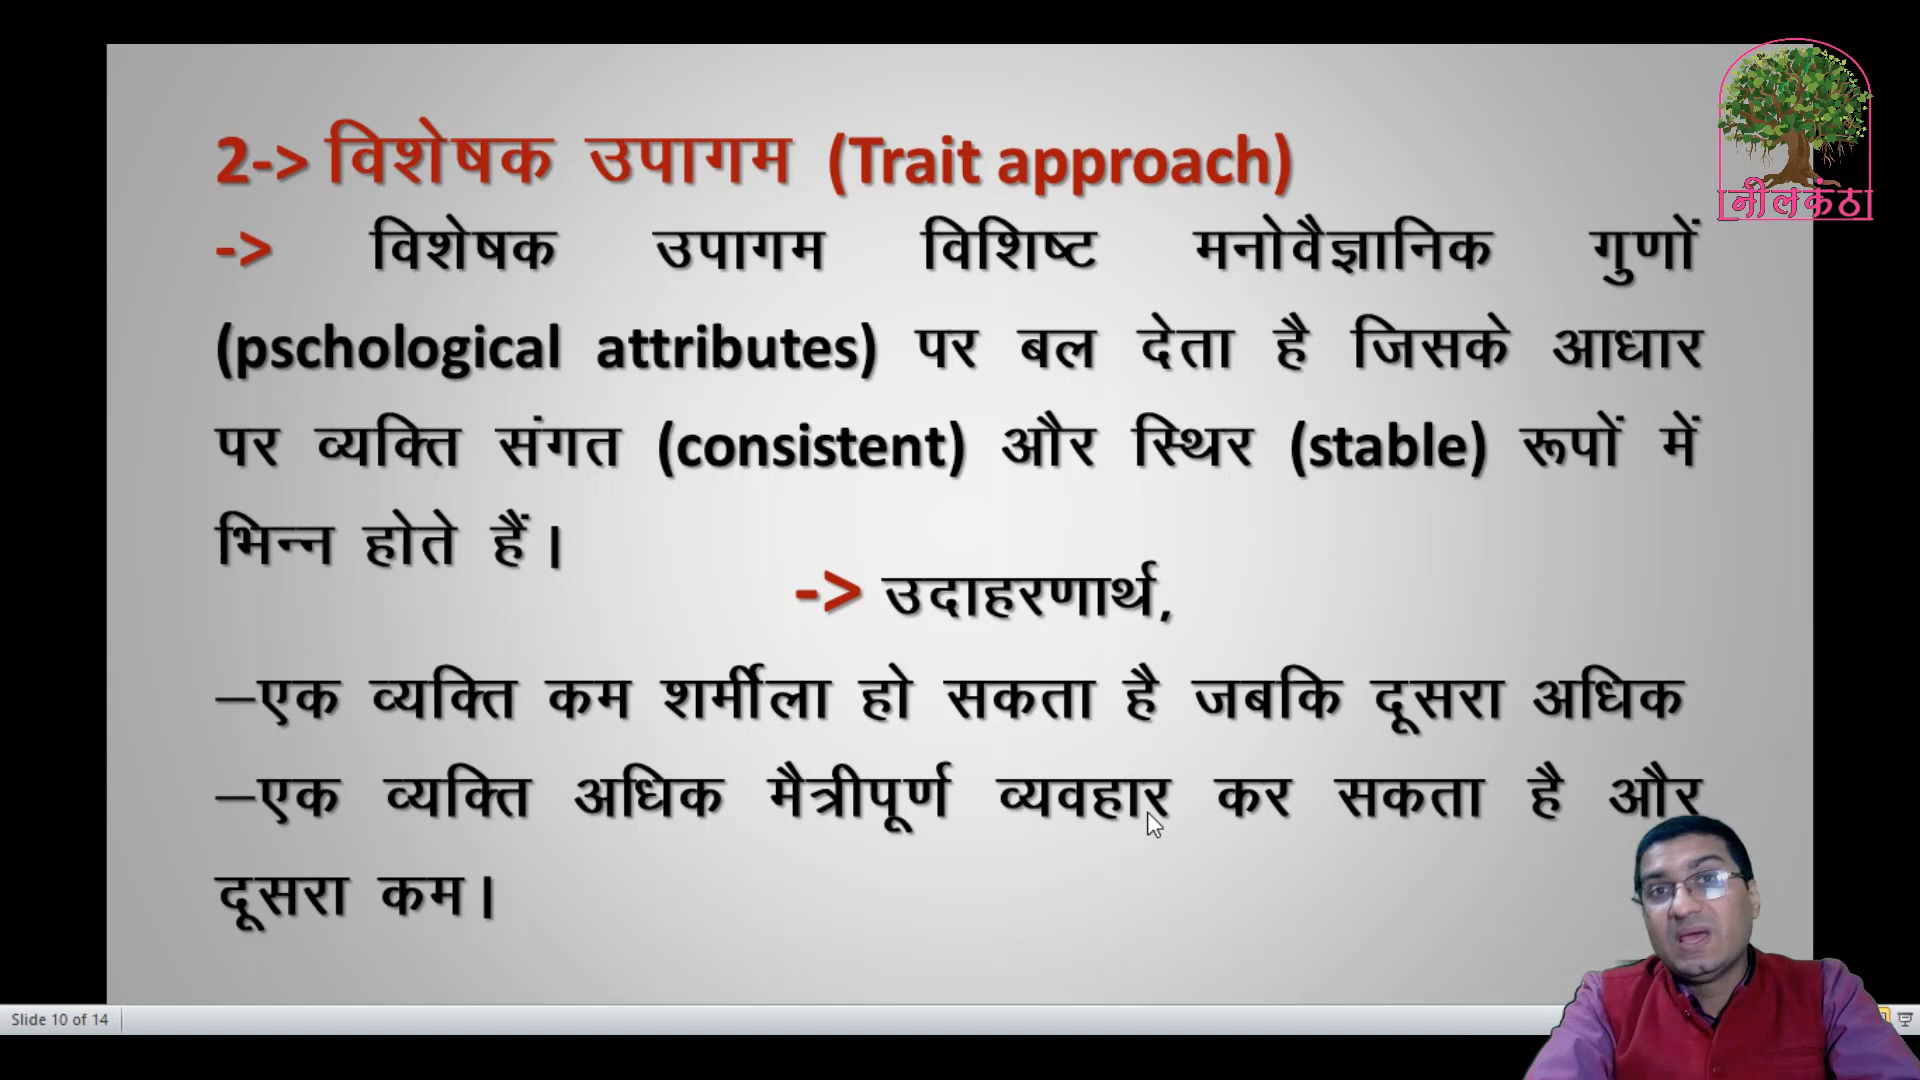 2-> विशेषक उपागम (Trait approach)
-> विशेषक उपागम विशिष्ट मनोवैज्ञानिक गुणों
(pschological attributes) पर बल देता है जिसके आधार
पर व्यक्ति संगत (consistent) और स्थिर (stable) रूपों में
भिन्न होते हैं।
-> उदाहरणार्थ,
–एक व्यक्ति कम शर्मीला हो सकता है जबकि दूसरा अधिक
–एक व्यक्ति अधिक मैत्रीपूर्ण व्यवहार कर सकता है और
दूसरा कम।
नीलकंठ
Slide 10 of 14